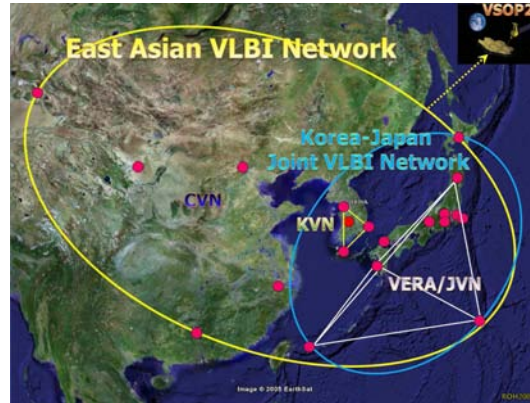 VSOP2
East Asian VLBI Network
Korea-Japan
Joint VLBI Network
CVN
KVN
VERA/JVN
Image © 2005 EarthSat